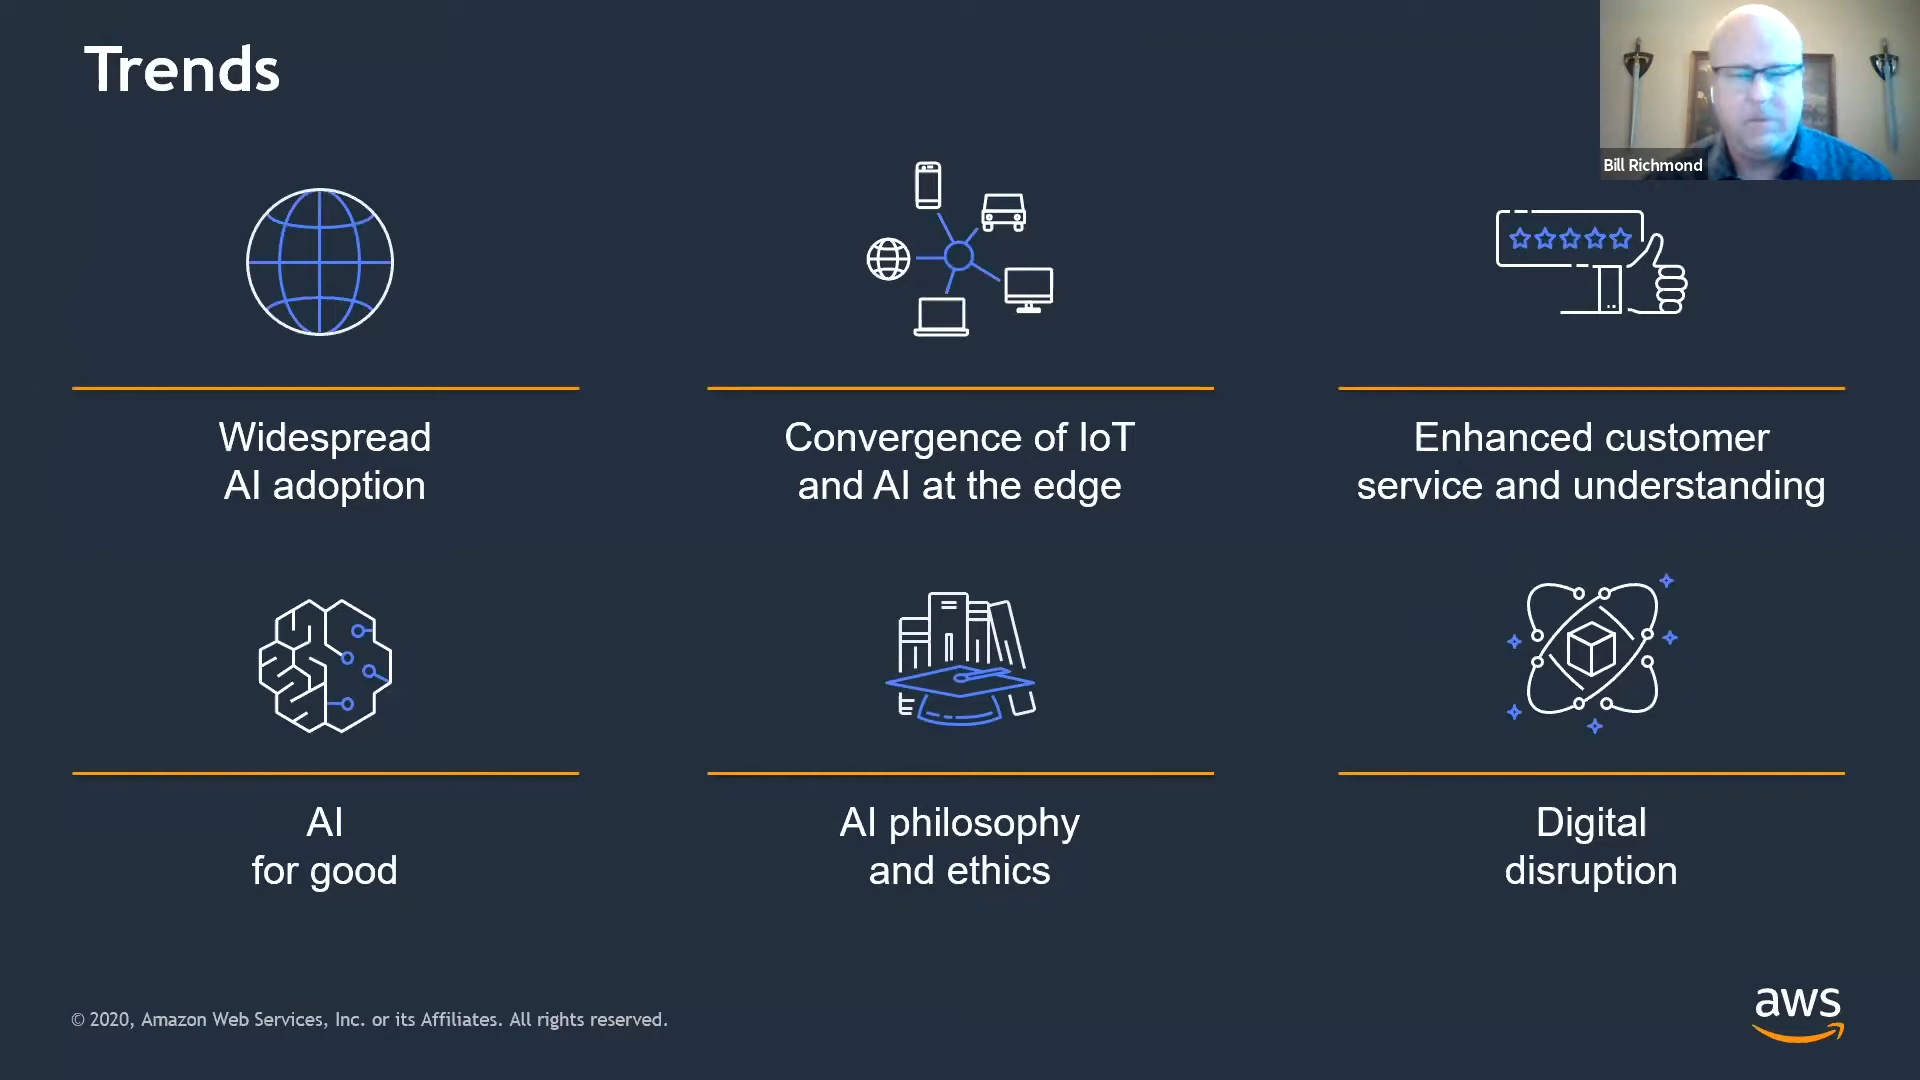 Trends
Bill Richmond
Widespread
AI adoption
Convergence of IoT
and AI at the edge
Enhanced customer
service and understanding
AI
for good
AI philosophy
and ethics
Digital
disruption
© 2020, Amazon Web Services, Inc. or its Affiliates. All rights reserved.
aws